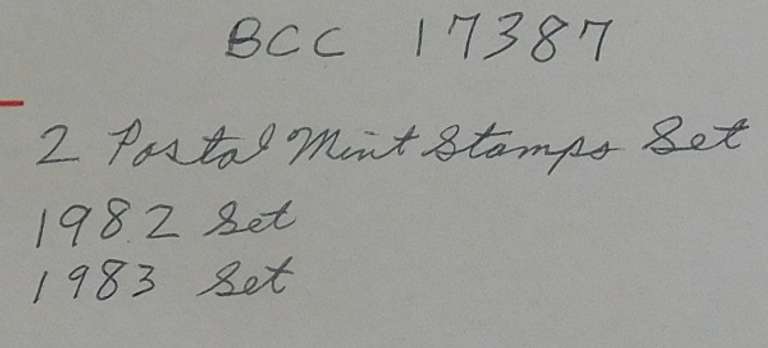 BCC 17387
2 Postal Mint Stamps Set
1982 Set
1983 Set